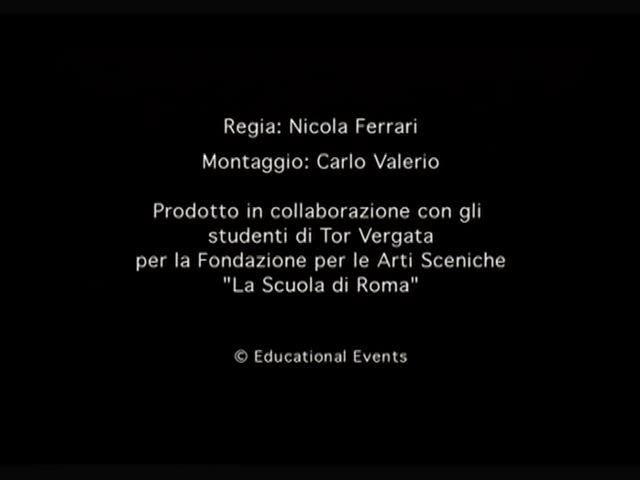 Regia: Nicola Ferrari
Montaggio: Carlo Valerio
Prodotto in collaborazione con gli
studenti di Tor Vergata
per la Fondazione per le Arti Sceniche
"La Scuola di Roma"
© Educational Events